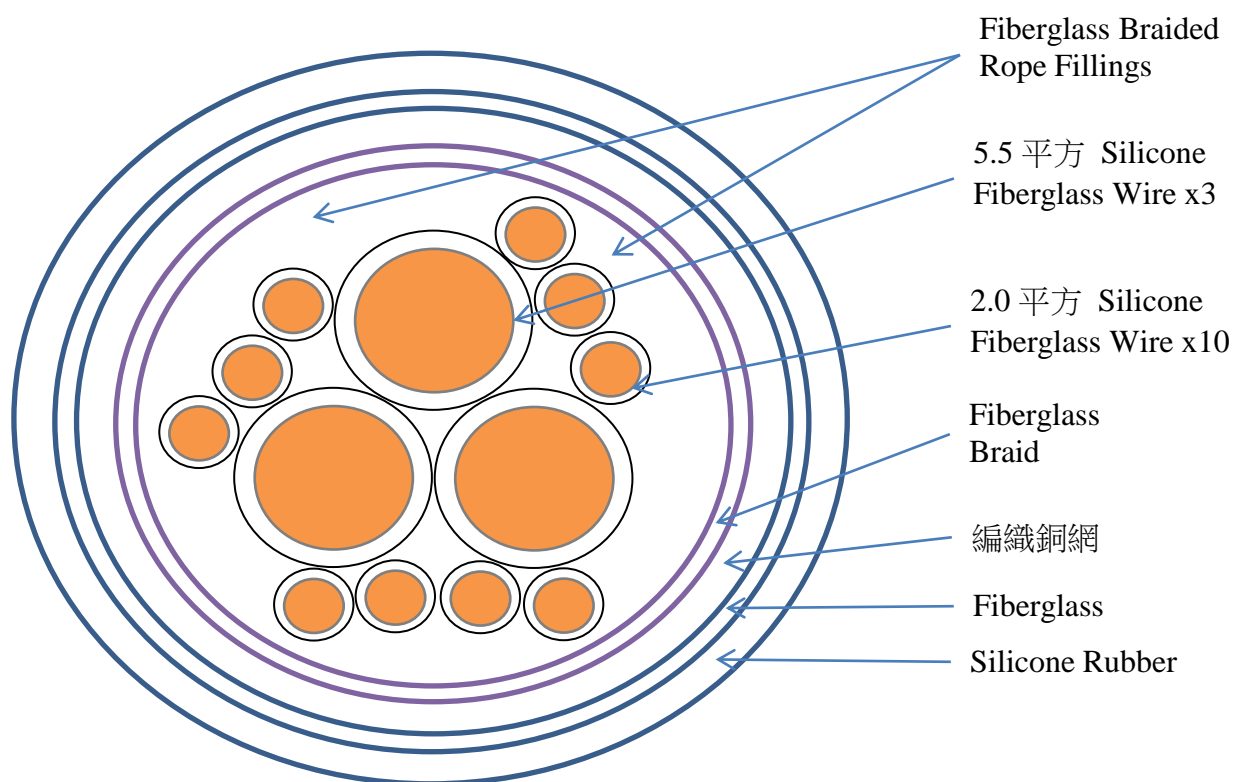 Fiberglass Braided
Rope Fillings
5.5 平方 Silicone
Fiberglass Wire x3
2.0 平方 Silicone
Fiberglass Wire x10
Fiberglass
Braid
編織銅網
Fiberglass
Silicone Rubber